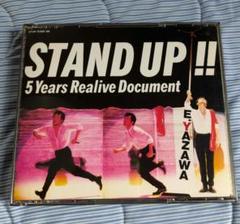 STAND UP !!
5 Years Realive Document
E.YAZAWA